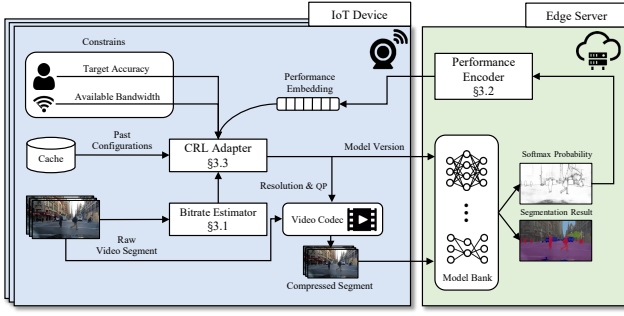 IoT Device
Edge Server
Constrains
Target Accuracy
Available Bandwidth
Performance
Embedding
Performance
Encoder
§3.2
Past
Configurations
Cache
CRL Adapter
§3.3
Model Version
Softmax Probability
Resolution & QP
Bitrate Estimator
§3.1
Video Codec
Segmentation Result
Raw
Video Segment
Compressed Segment
Model Bank